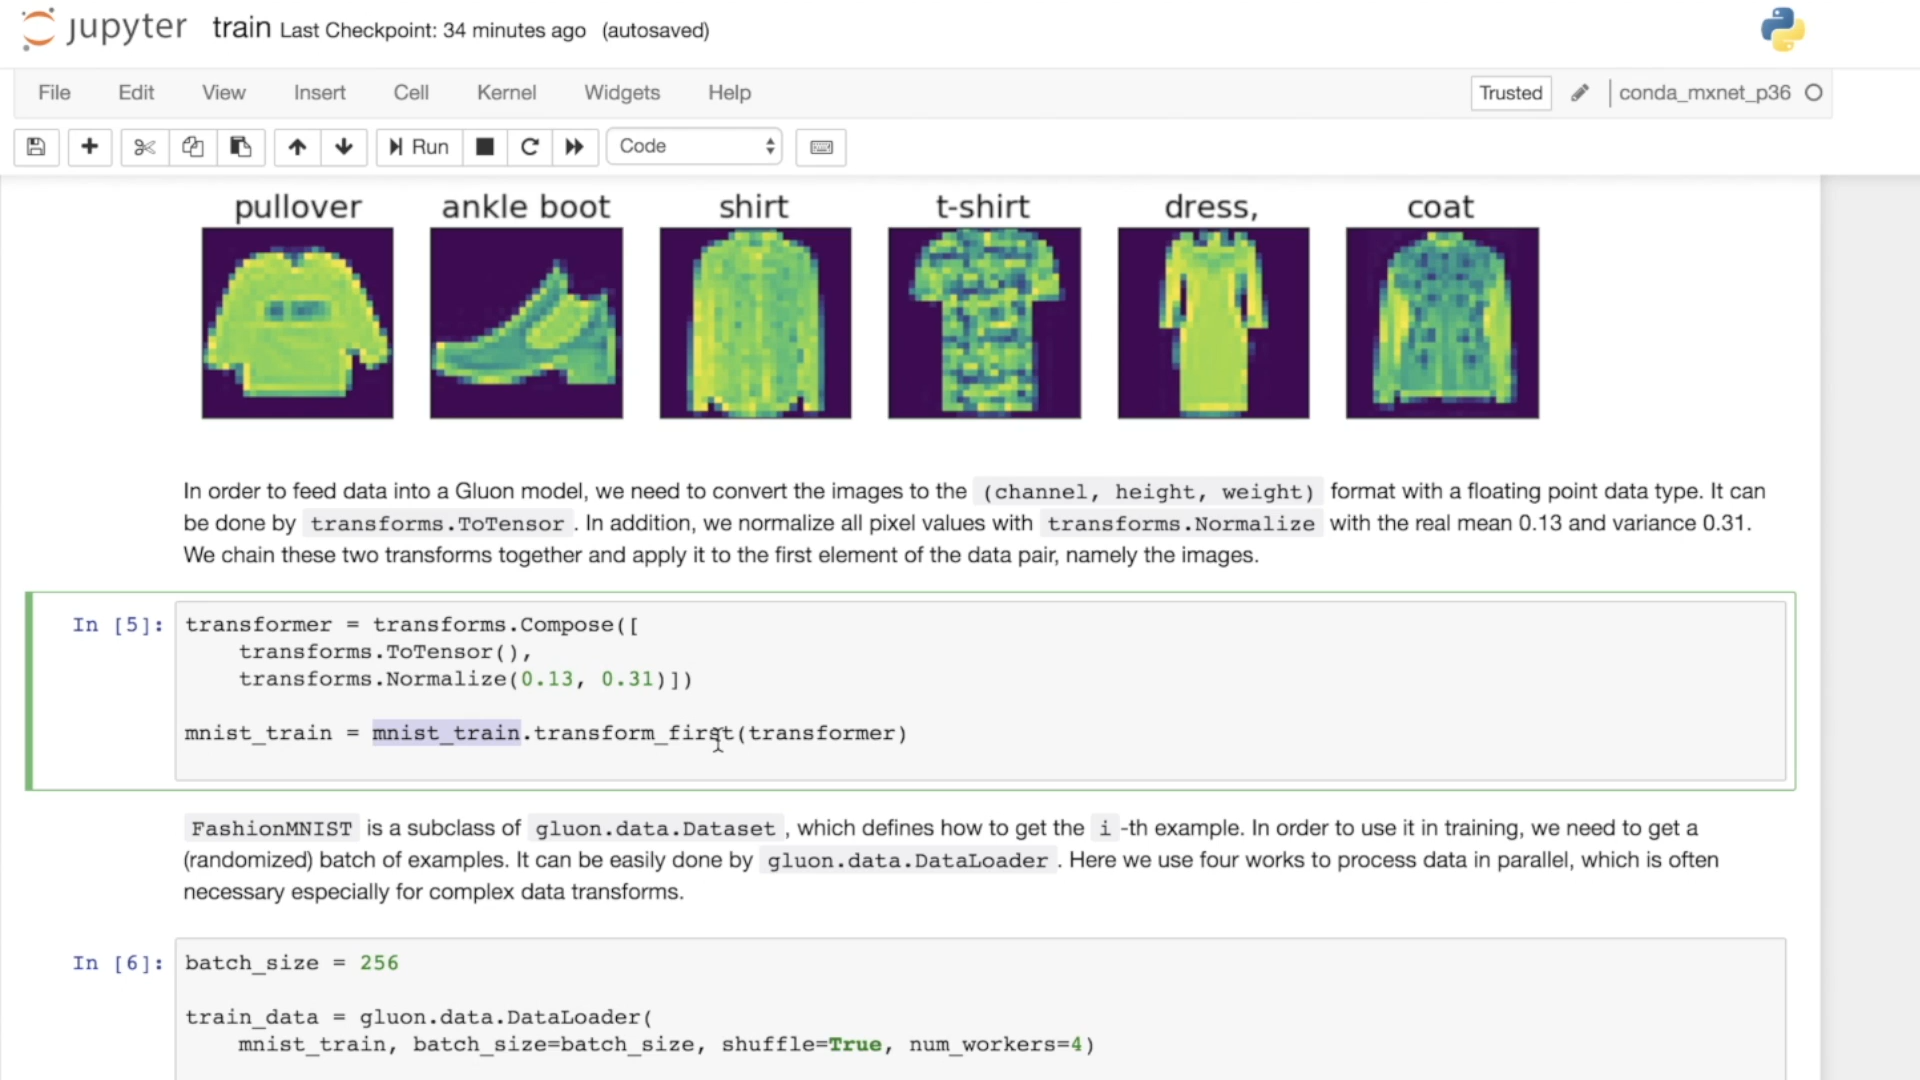 jupyter train Last Checkpoint: 34 minutes ago (autosaved)
File Edit View Insert Cell Kernel Widgets Help Trusted conda_mxnet_p36
Run Code
pullover ankle boot shirt t-shirt dress, coat
In order to feed data into a Gluon model, we need to convert the images to the (channel, height, weight) format with a floating point data type. It can
be done by transforms.ToTensor . In addition, we normalize all pixel values with transforms.Normalize with the real mean 0.13 and variance 0.31.
We chain these two transforms together and apply it to the first element of the data pair, namely the images.
In [5]: transformer = transforms.Compose([
transforms.ToTensor(),
transforms.Normalize(0.13, 0.31)])
mnist_train = mnist_train.transform_first(transformer)
FashionMNIST is a subclass of gluon.data.Dataset , which defines how to get the i -th example. In order to use it in training, we need to get a
(randomized) batch of examples. It can be easily done by gluon.data.DataLoader . Here we use four works to process data in parallel, which is often
necessary especially for complex data transforms.
In [6]: batch_size = 256
train_data = gluon.data.DataLoader(
mnist_train, batch_size=batch_size, shuffle=True, num_workers=4)